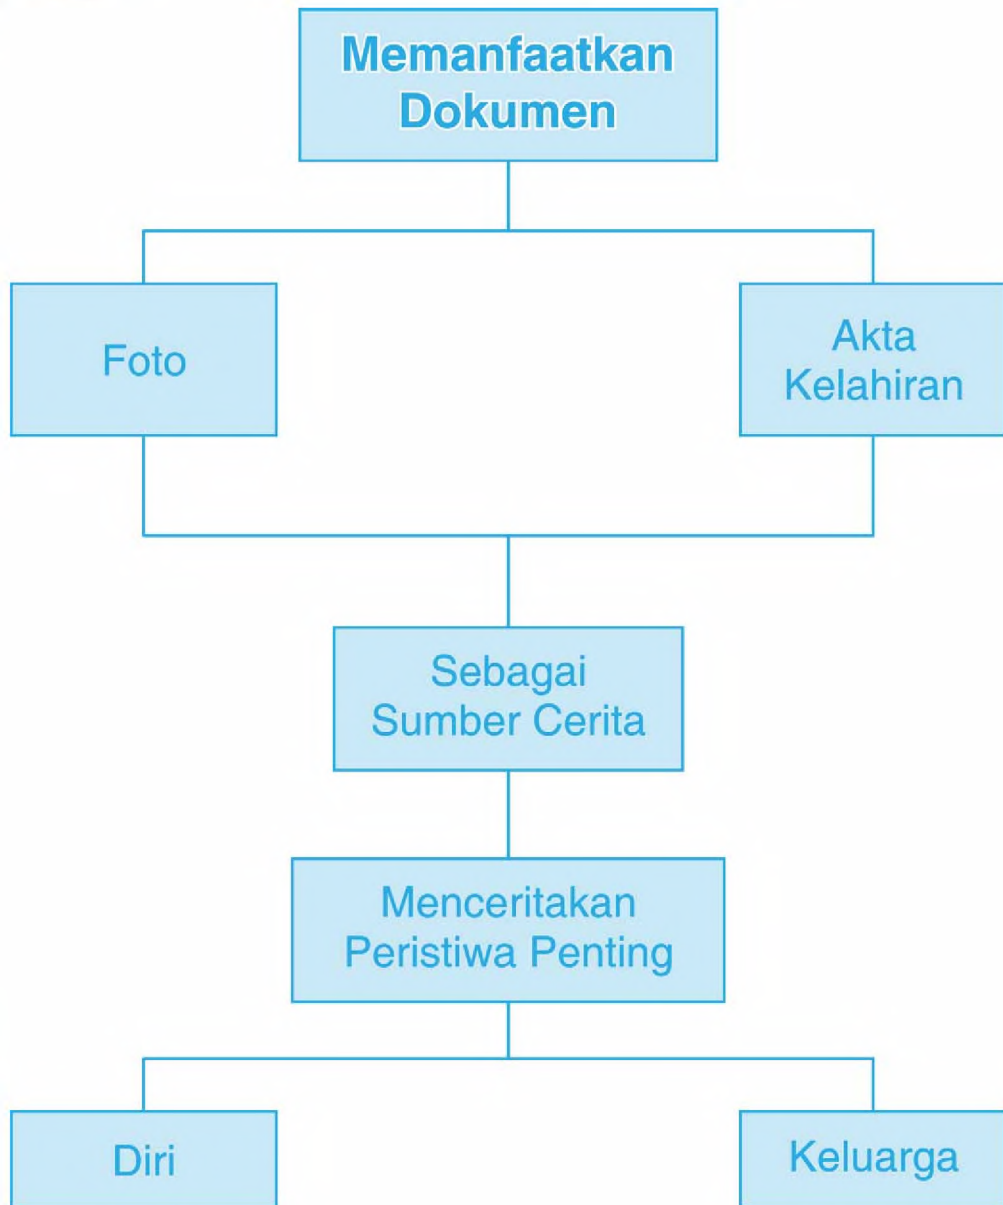 Memanfaatkan
Dokumen
Foto
Akta
Kelahiran
Sebagai
Sumber Cerita
Menceritakan
Peristiwa Penting
Diri
Keluarga